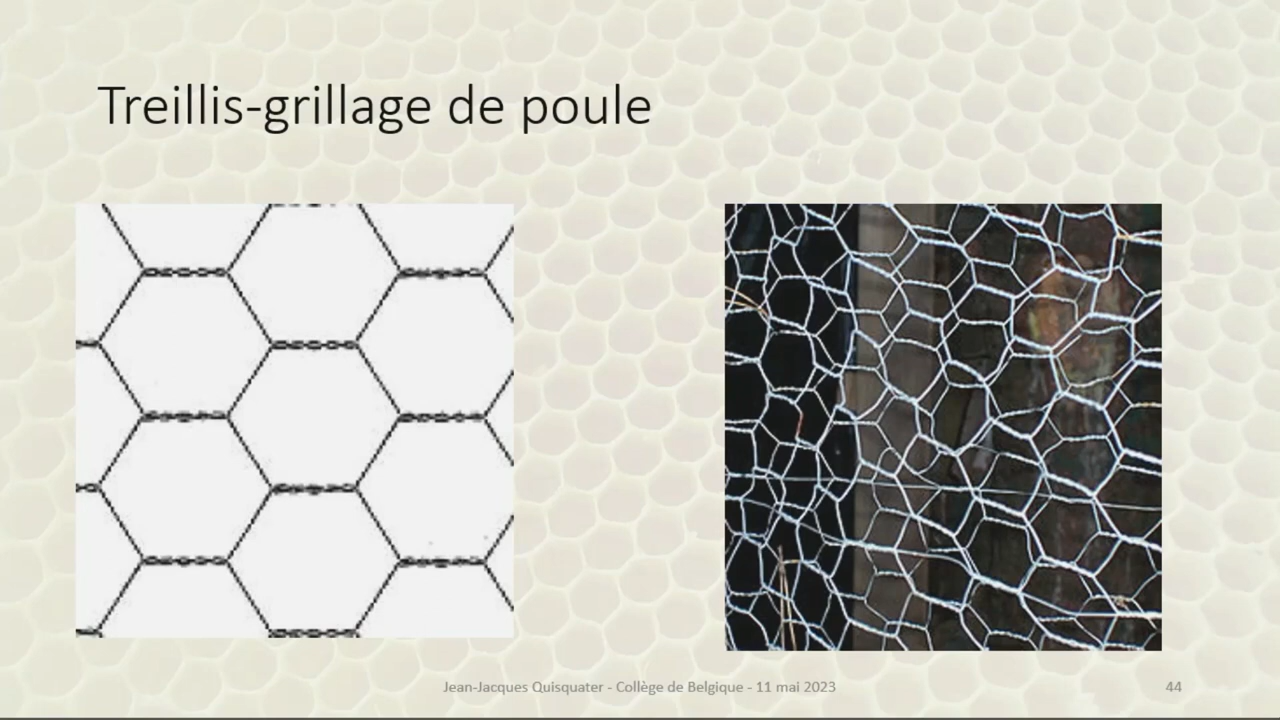 Treillis-grillage de poule
Jean-Jacques Quisquater - Collège de Belgique - 11 mai 2023
44